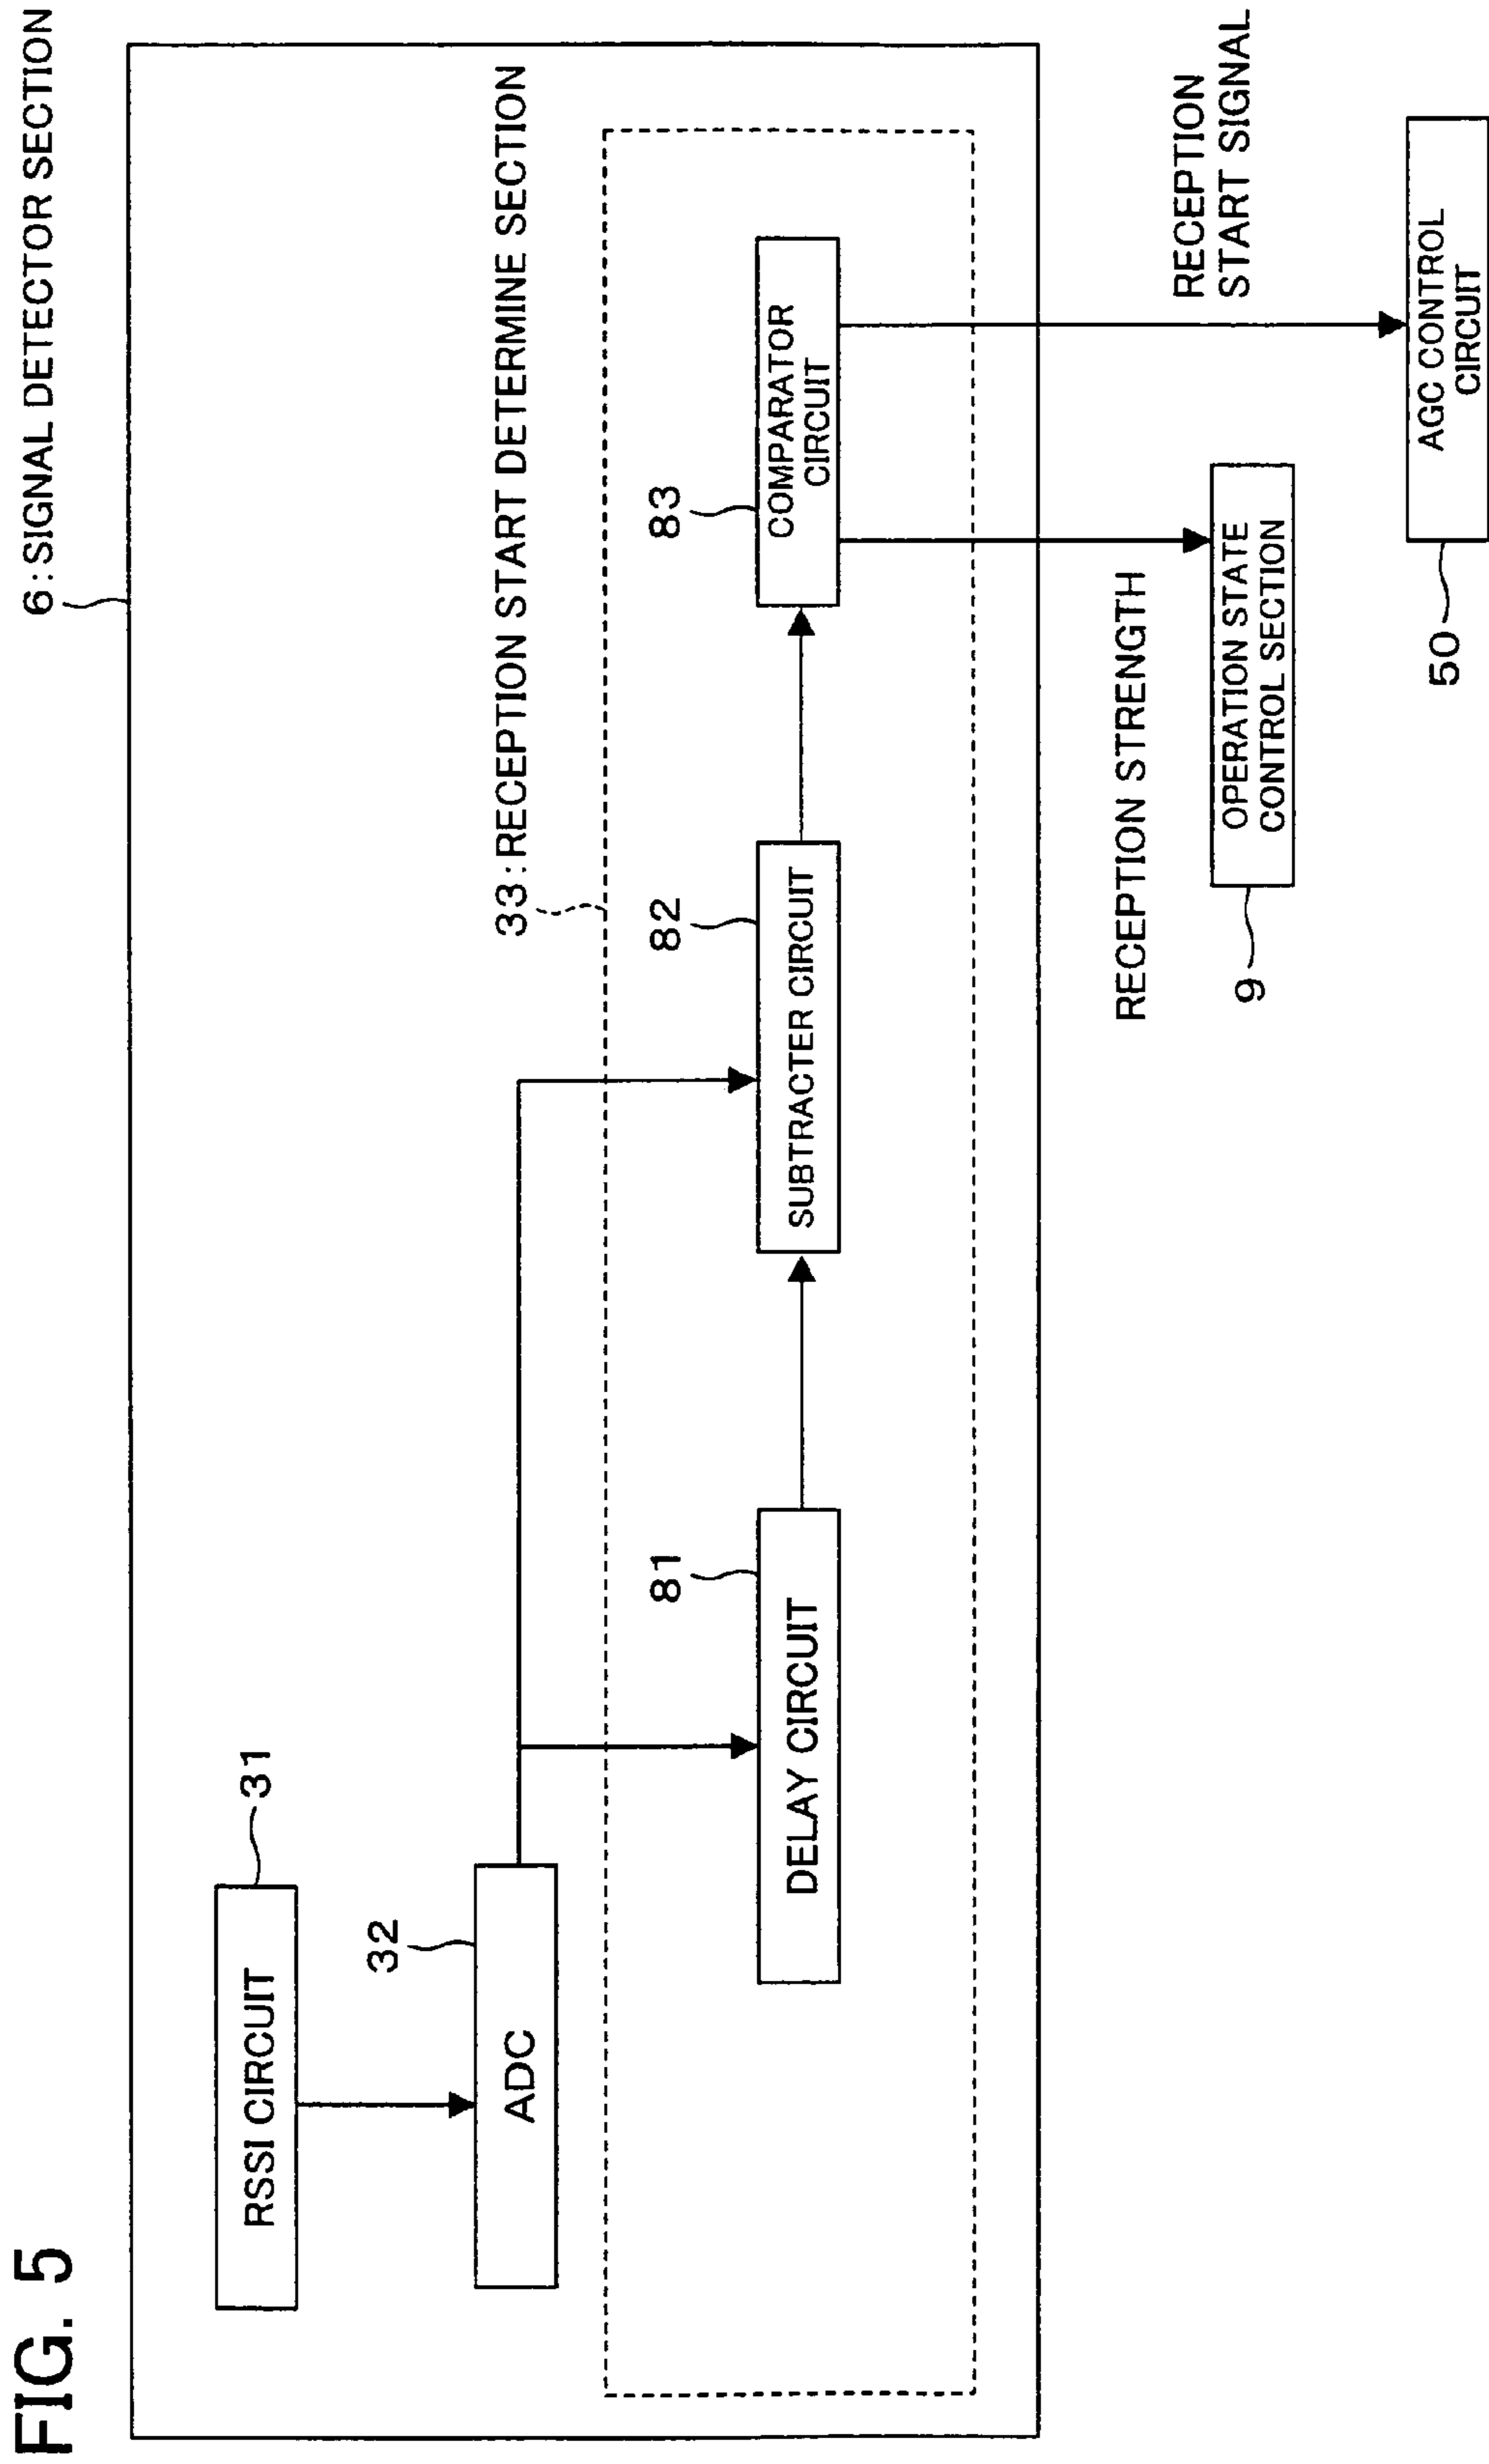 FIG. 5
6:SIGNAL DETECTOR SECTION
RSSI CIRCUIT
31
32
ADC
33:RECEPTION START DETERMINE SECTION
81
DELAY CIRCUIT
82
SUBTRACTER CIRCUIT
83
COMPARATOR
CIRCUIT
RECEPTION STRENGTH
RECEPTION
START SIGNAL
9
OPERATION STATE
CONTROL SECTION
50
AGC CONTROL
CIRCUIT